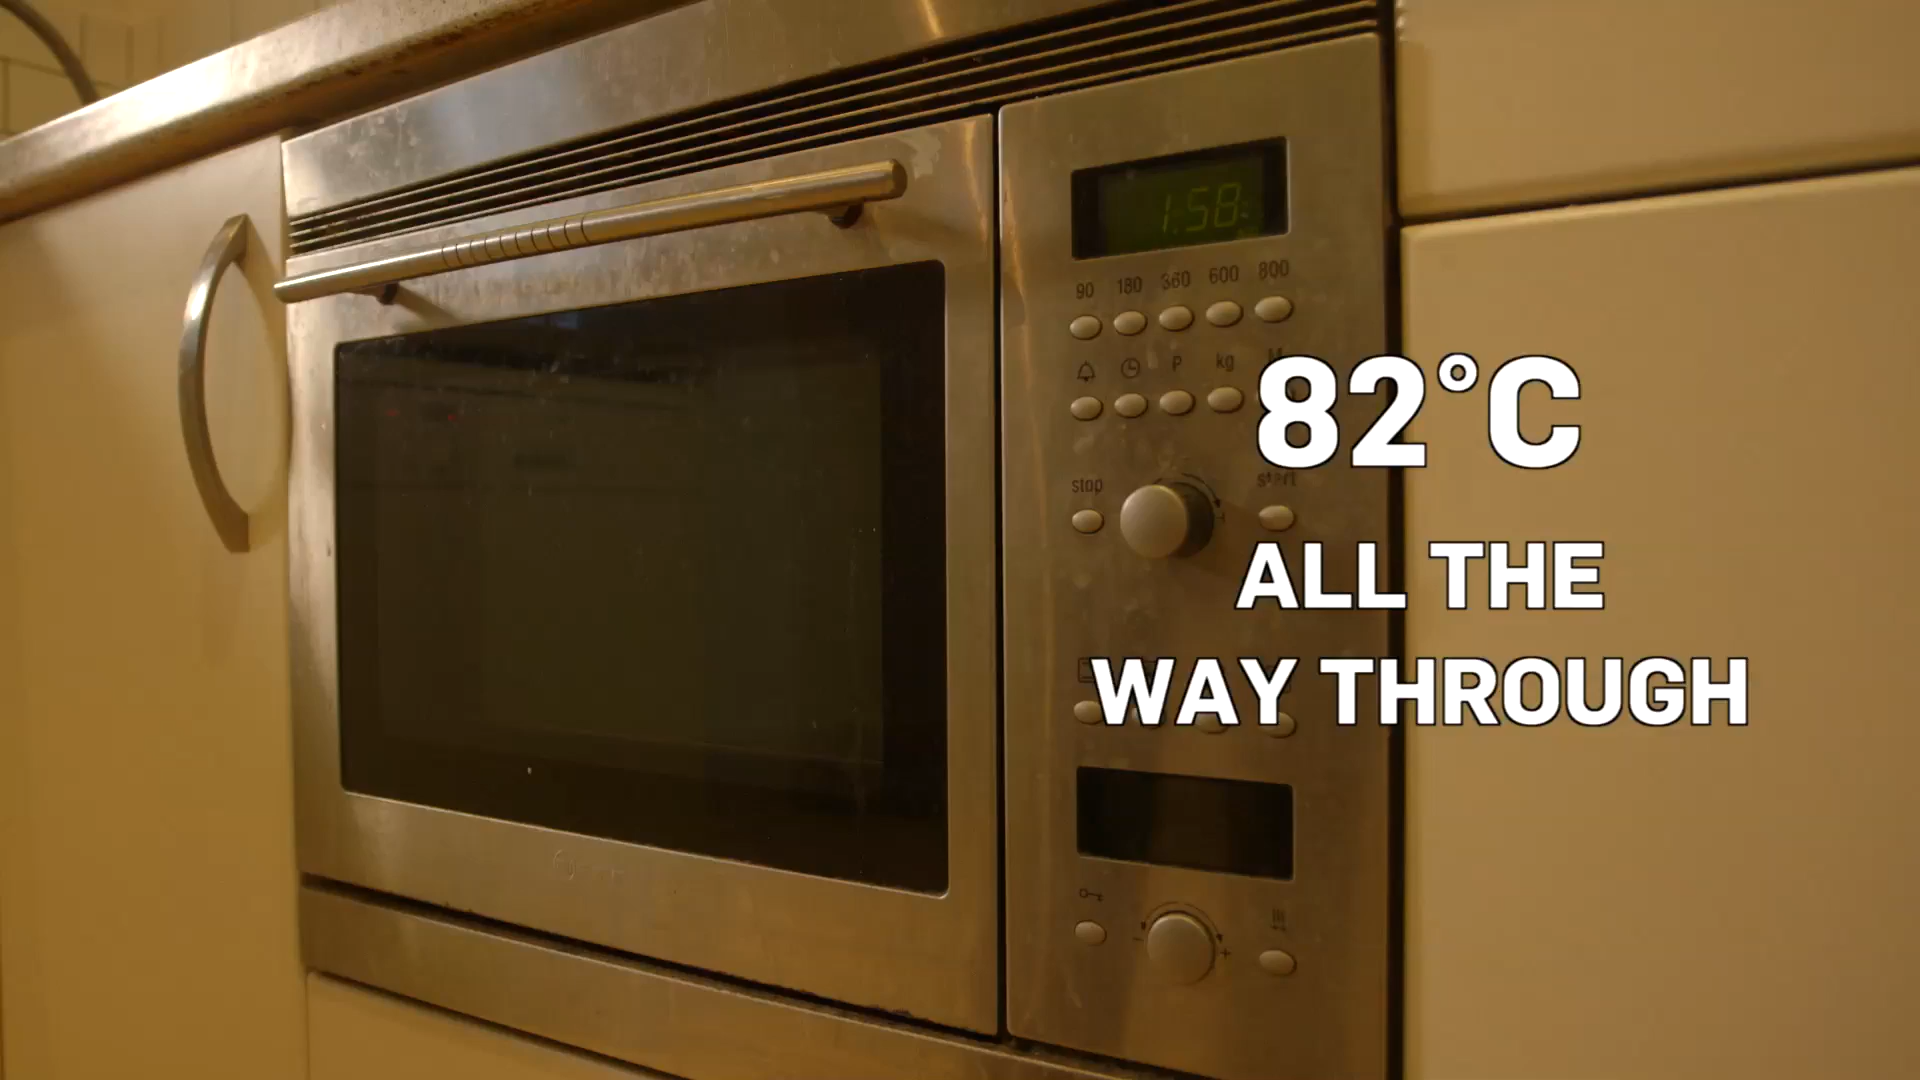 1:58
90 180 360 600 800
P kg
82°C
stop start
ALL THE
WAY THROUGH